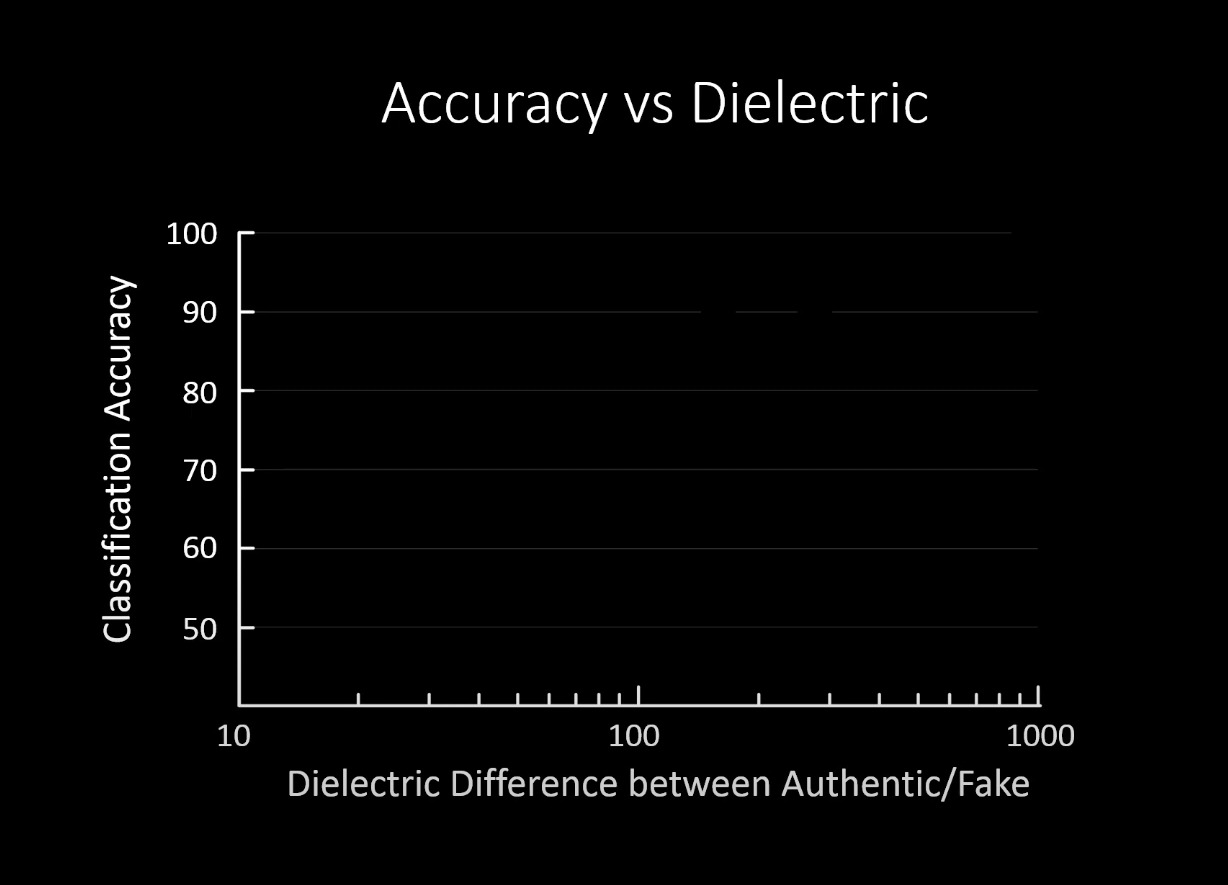 Accuracy vs Dielectric
Classification Accuracy
100
90
80
70
60
50
10 100 1000
Dielectric Difference between Authentic/Fake